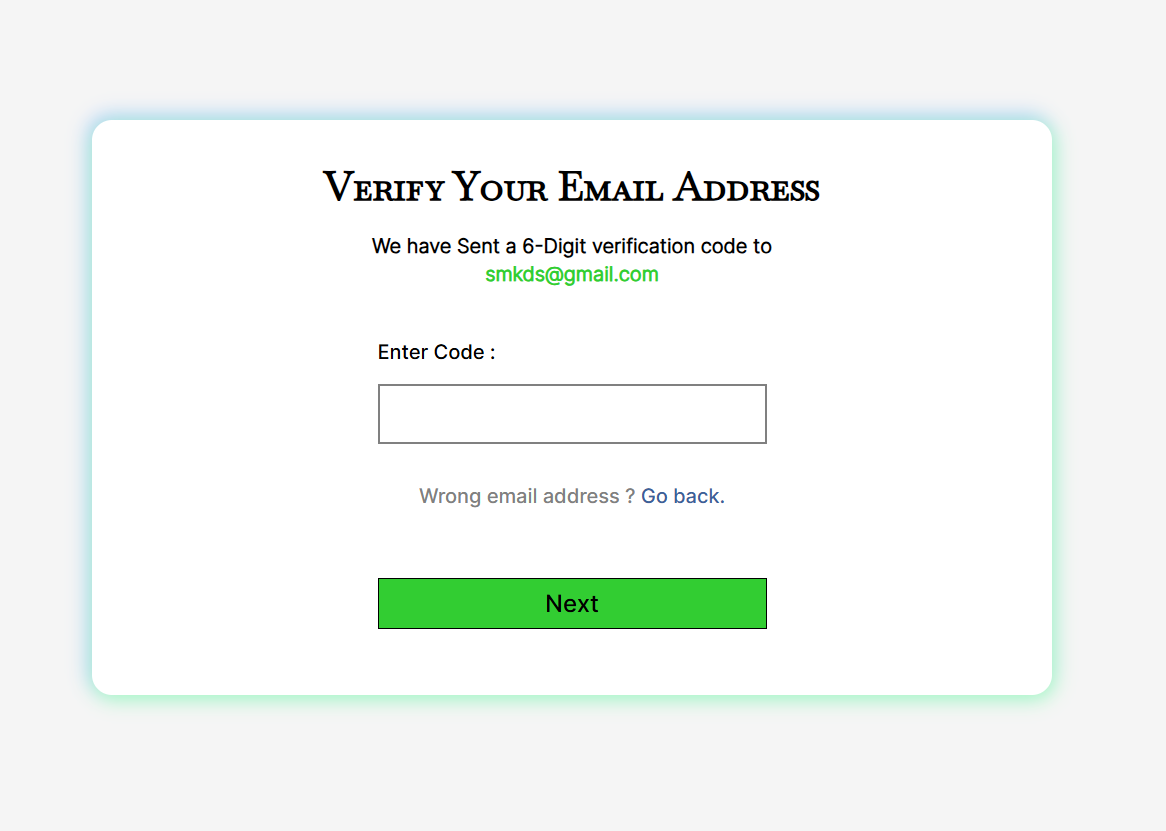 Verify Your Email Address
We have Sent a 6-Digit verification code to
smkds@gmail.com
Enter Code :
Wrong email address ? Go back.
Next